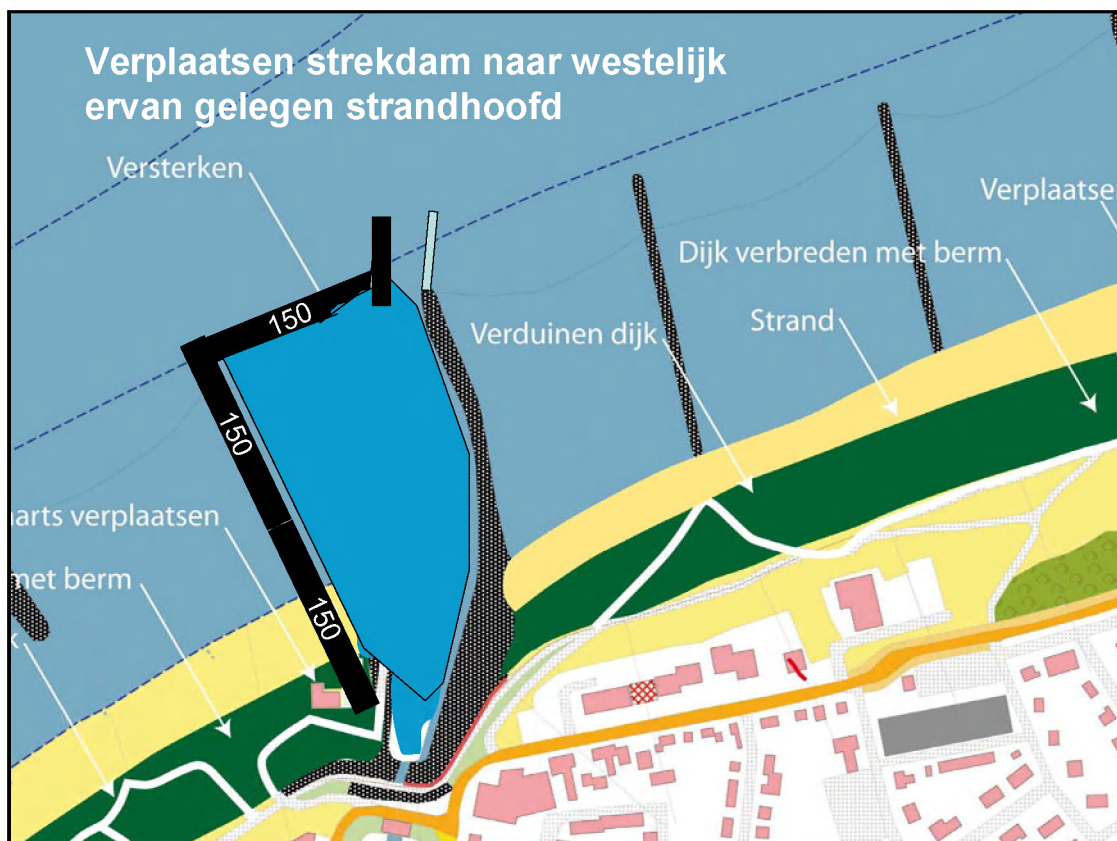 Verplaatsen strekdam naar westelijk
ervan gelegen strandhoofd
Versterken
Verplaatse
Dijk verbreden met berm
150
Strand
Verduinen dijk
150
arts verplaatsen
met berm
150